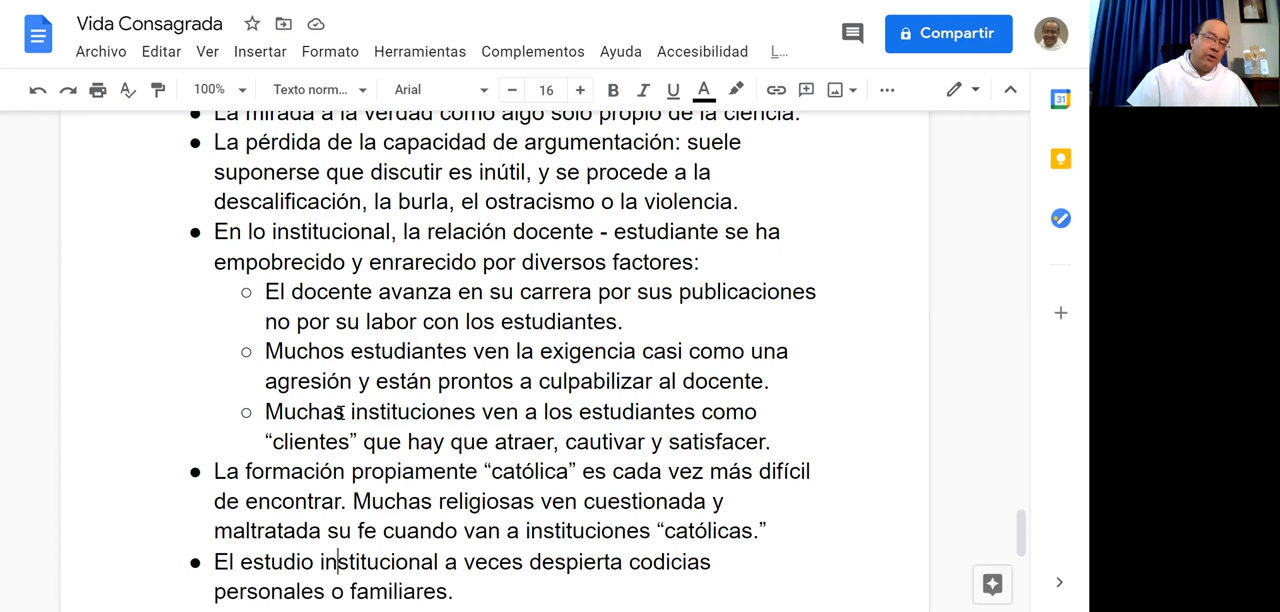 Vida Consagrada
Archivo Editar Ver Insertar Formato Herramientas Complementos Ayuda Accesibilidad L...
Compartir
100% Texto norm... Arial 16 B I U A
31
● La mirada a la verdad como algo sólo propio de la ciencia.
● La pérdida de la capacidad de argumentación: suele
suponerse que discutir es inútil, y se procede a la
descalificación, la burla, el ostracismo o la violencia.
● En lo institucional, la relación docente - estudiante se ha
empobrecido y enrarecido por diversos factores:
○ El docente avanza en su carrera por sus publicaciones
no por su labor con los estudiantes.
○ Muchos estudiantes ven la exigencia casi como una
agresión y están prontos a culpabilizar al docente.
○ Muchas instituciones ven a los estudiantes como
“clientes” que hay que atraer, cautivar y satisfacer.
● La formación propiamente “católica” es cada vez más difícil
de encontrar. Muchas religiosas ven cuestionada y
maltratada su fe cuando van a instituciones “católicas.”
● El estudio institucional a veces despierta codicias
personales o familiares.